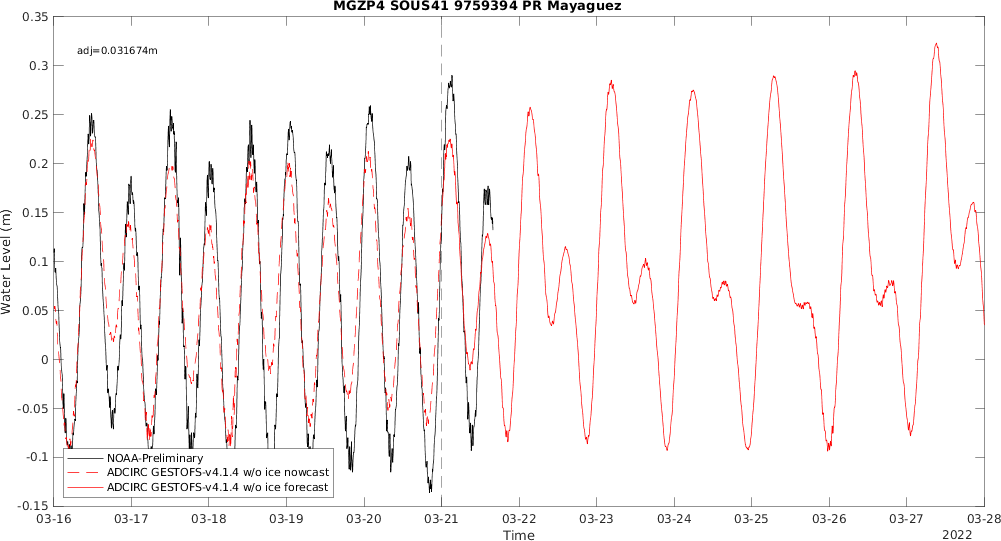 MGZP4 SOUS41 9759394 PR Mayaguez
0.35
0.3
0.25
0.2
0.15
0.1
0.05
0
-0.05
-0.1
-0.15
Water Level (m)
adj=0.031674m
NOAA-Preliminary
ADCIRC GESTOFS-v4.1.4 w/o ice nowcast
ADCIRC GESTOFS-v4.1.4 w/o ice forecast
03-16 03-17 03-18 03-19 03-20 03-21 03-22 03-23 03-24 03-25 03-26 03-27 03-28
Time
2022